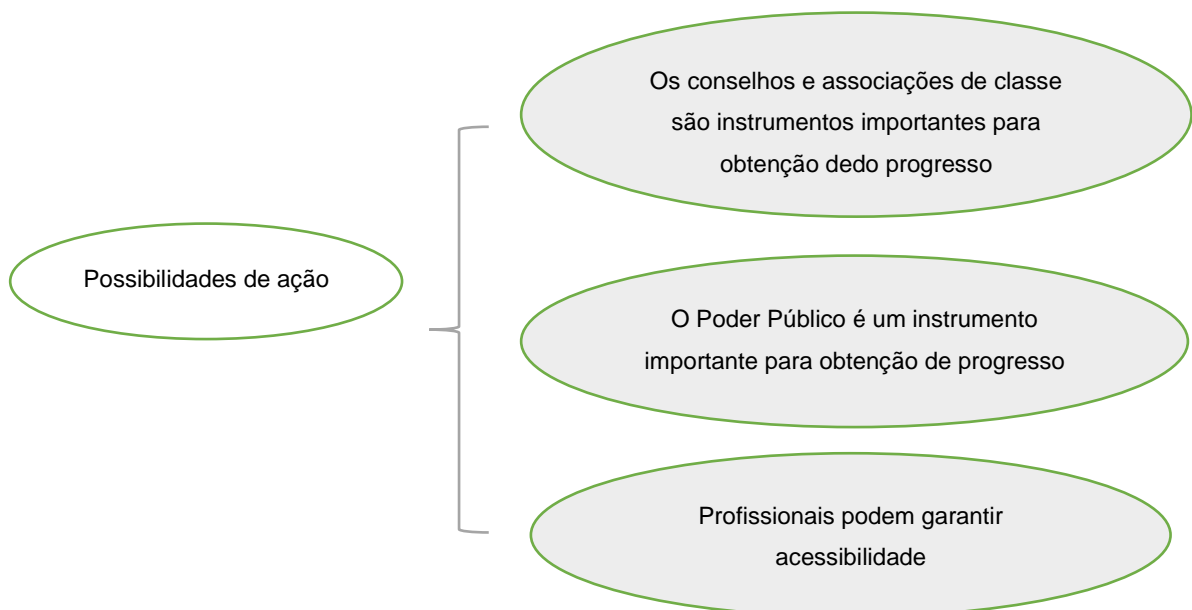 Os conselhos e associações de classe
são instrumentos importantes para
obtenção dedo progresso
Possibilidades de ação
O Poder Público é um instrumento
importante para obtenção de progresso
Profissionais podem garantir
acessibilidade